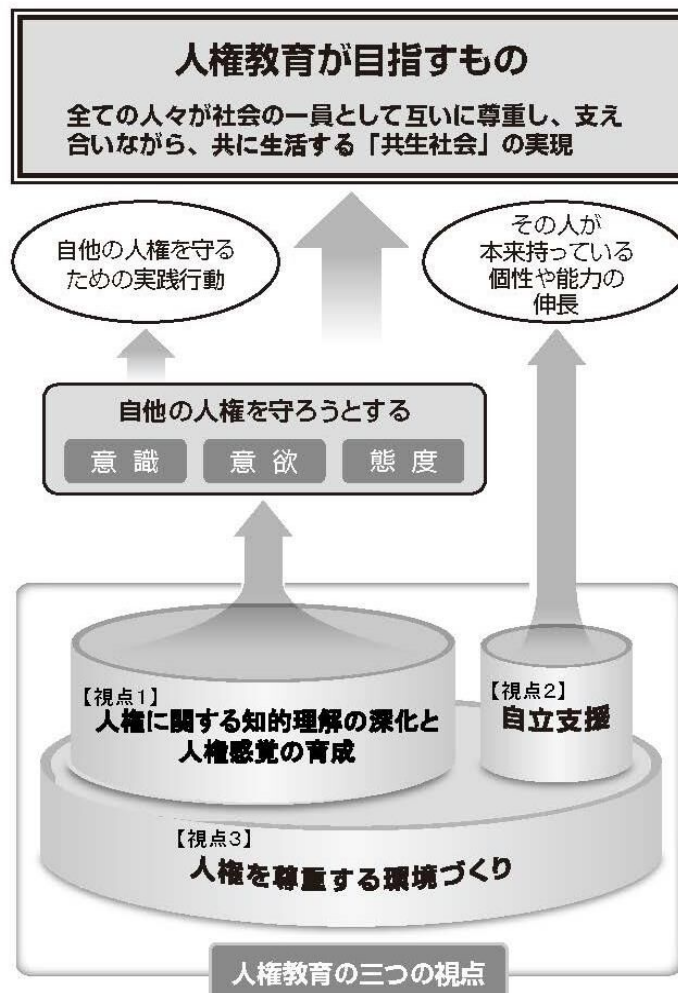 人権教育が目指すもの
全ての人々が社会の一員として互いに尊重し、支え
合いながら、共に生活する「共生社会」の実現
自他の人権を守る
ための実践行動
その人が
本来持っている
個性や能力の
伸長
自他の人権を守ろうとする
意識 意欲 態度
【視点1】
人権に関する知的理解の深化と
人権感覚の育成
【視点2】
自立支援
【視点3】
人権を尊重する環境づくり
人権教育の三つの視点